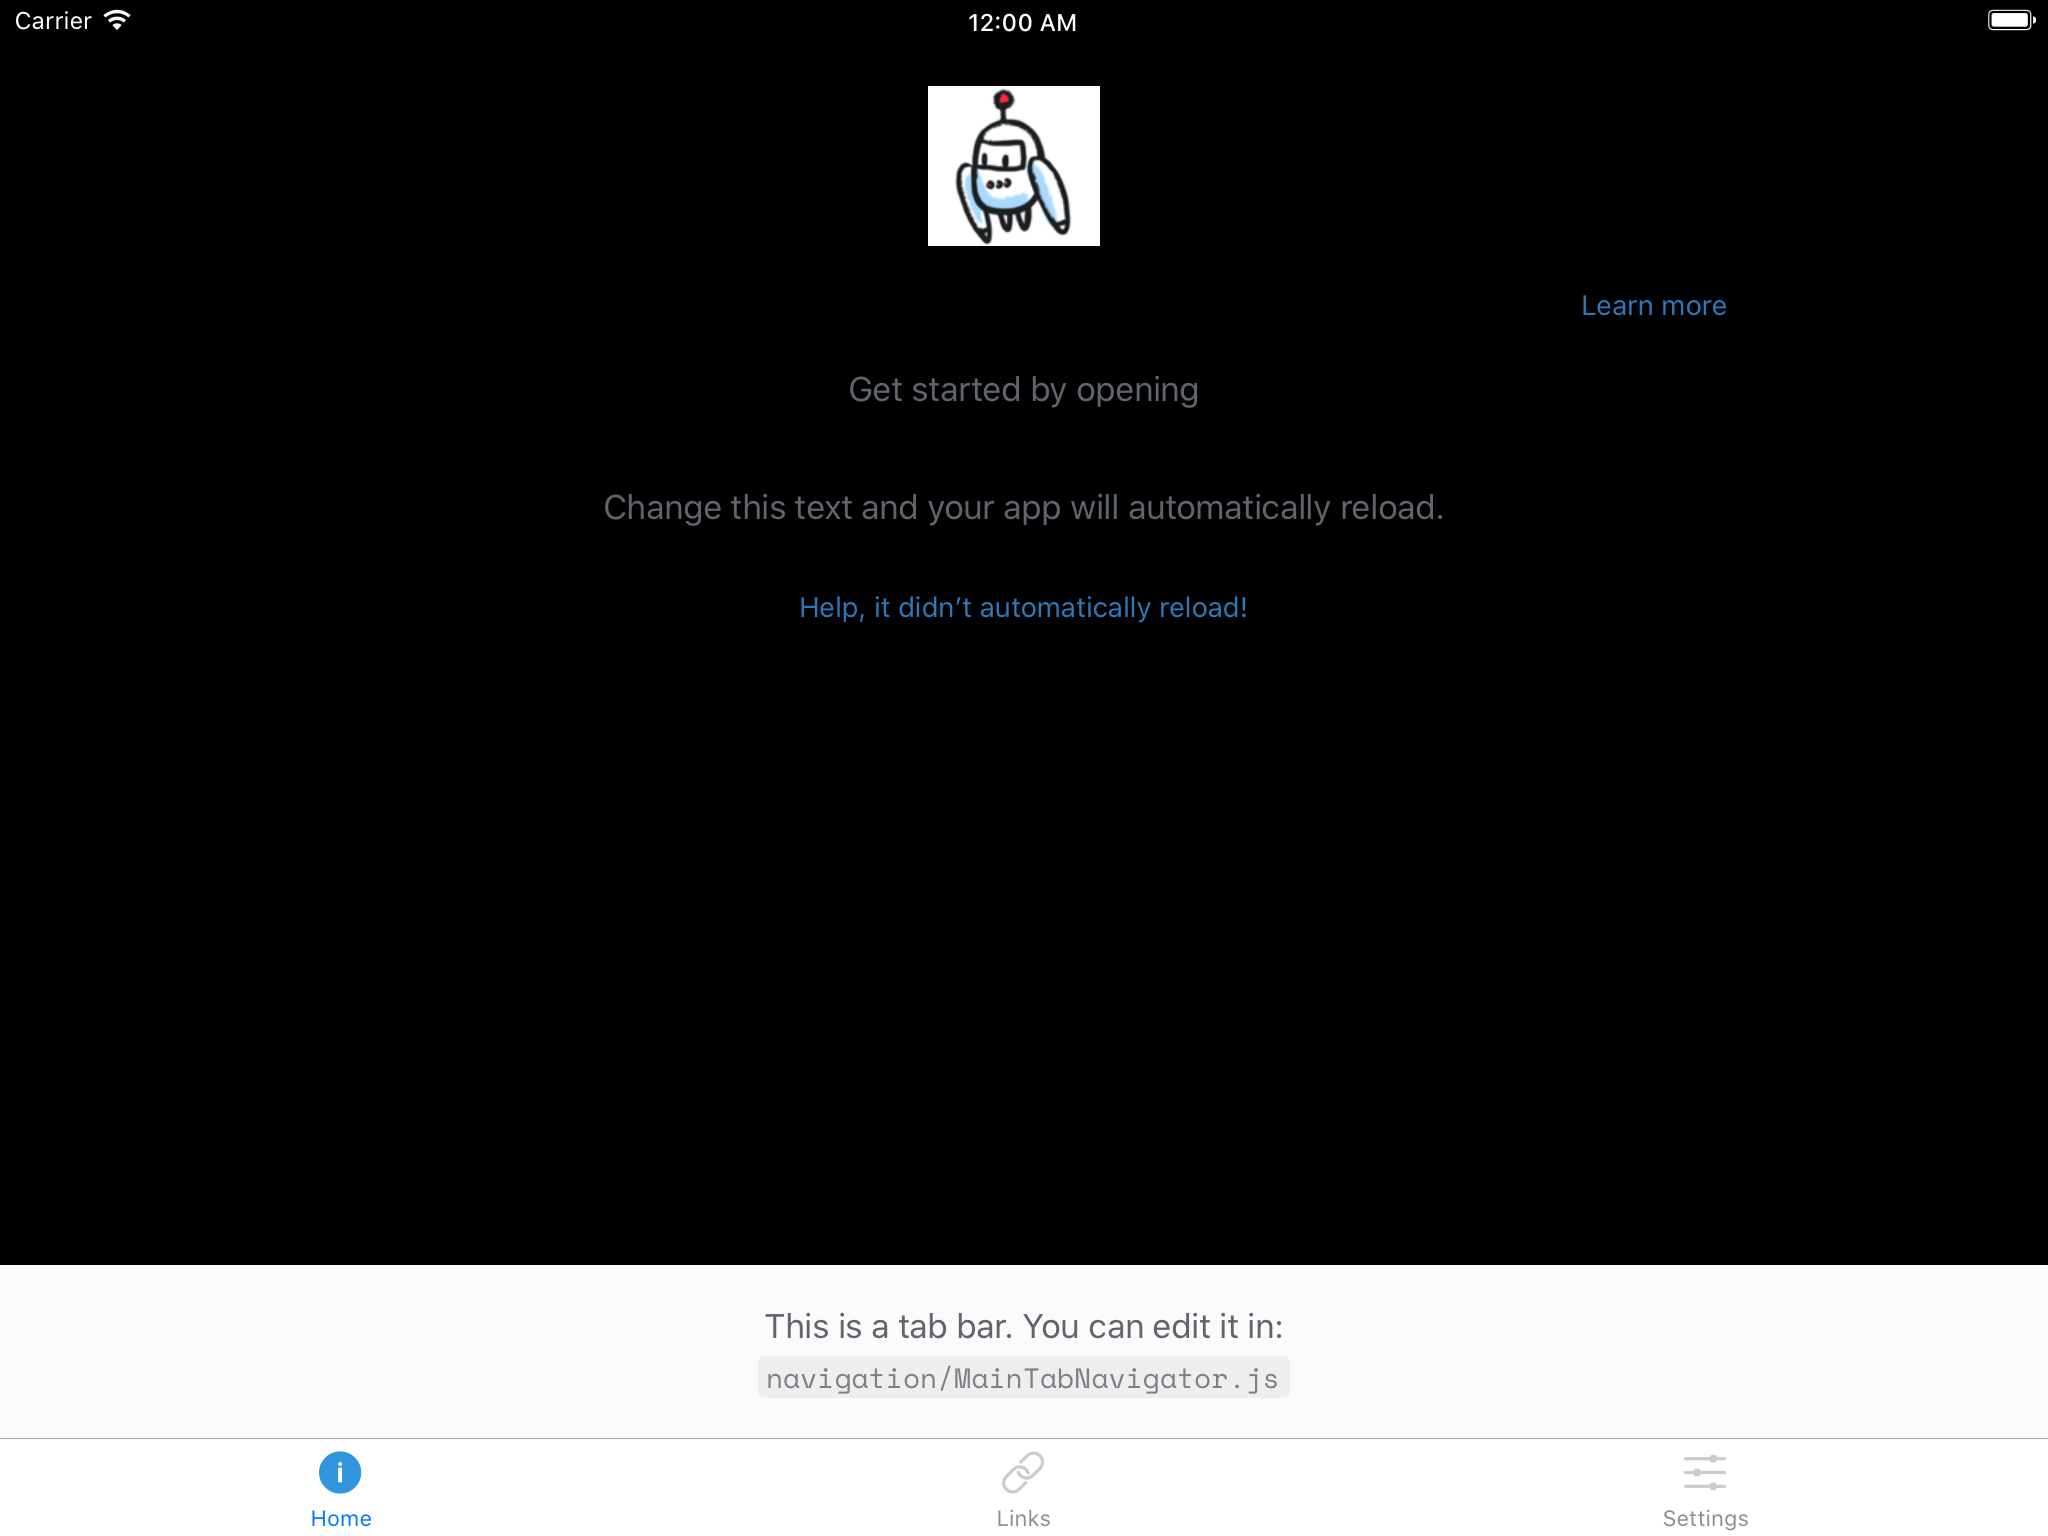 Carrier 12:00 AM
Learn more
Get started by opening
Change this text and your app will automatically reload.
Help, it didn’t automatically reload!
This is a tab bar. You can edit it in:
navigation/MainTabNavigator.js
Home Links Settings